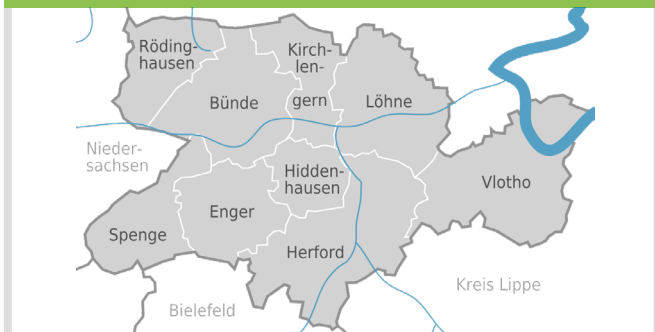 Röding-
hausen
Kirch-
len-
gern
Bünde
Löhne
Nieder-
sachsen
Hidden-
hausen
Vlotho
Enger
Spenge
Herford
Kreis Lippe
Bielefeld